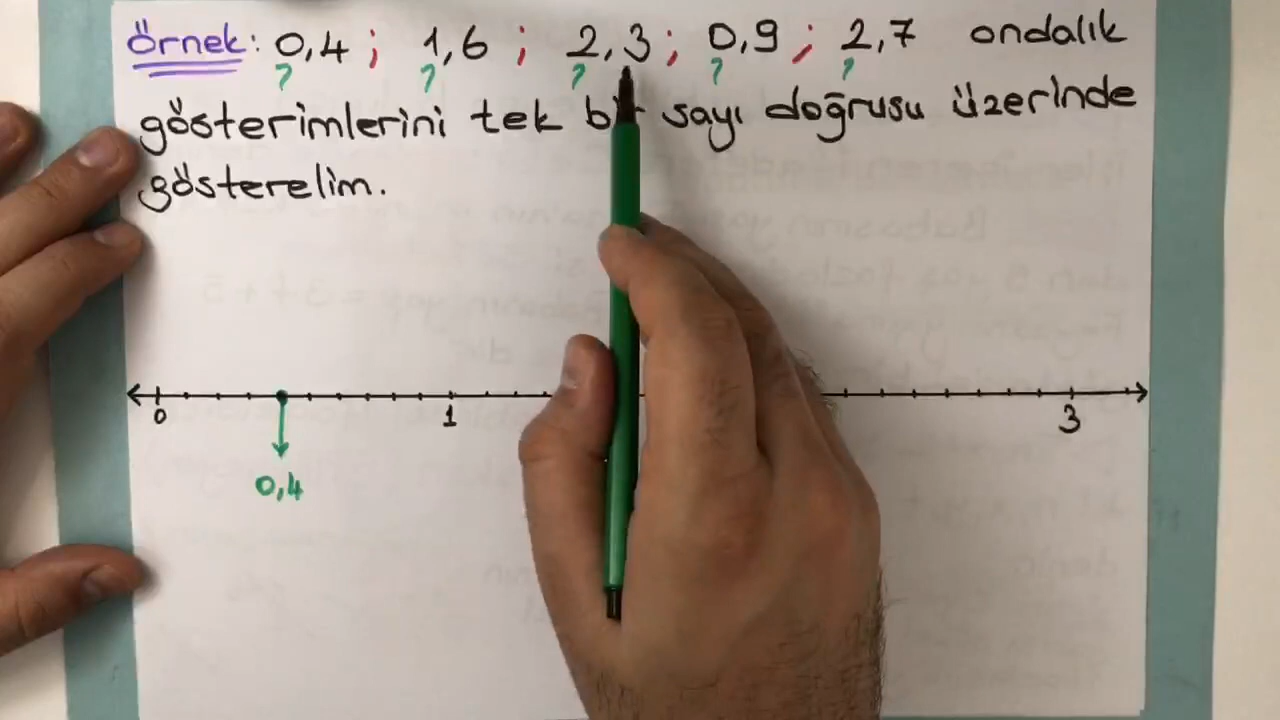 Örnek: 0,4 ; 1,6 ; 2,3 ; 0,9 ; 2,7 ondalık
? ? ? ? ?
gösterimlerini tek bir sayı doğrusu üzerinde
gösterelim.
0 1 3
0,4